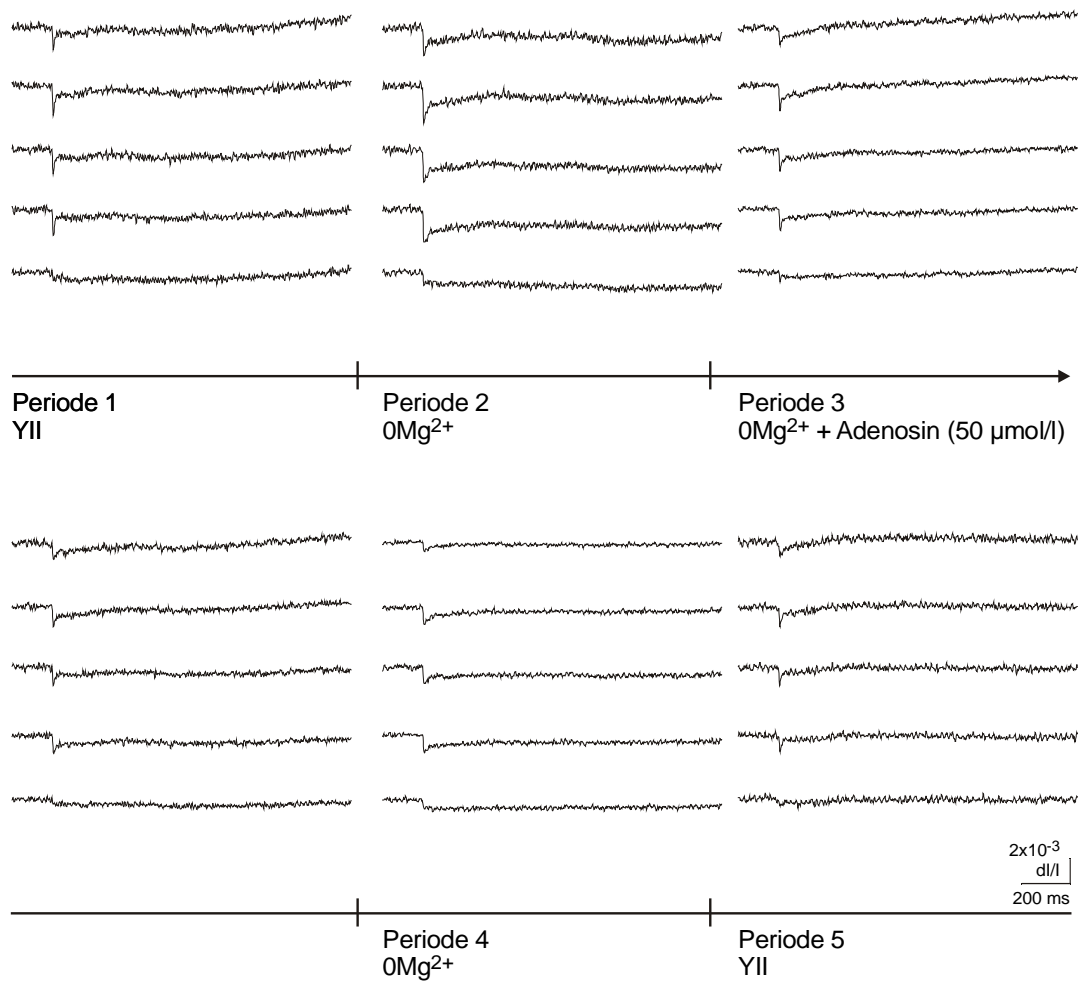 Periode 1
YII
Periode 2
0Mg²⁺
Periode 3
0Mg²⁺ + Adenosin (50 µmol/l)
2x10⁻³
dI/I
200 ms
Periode 4
0Mg²⁺
Periode 5
YII